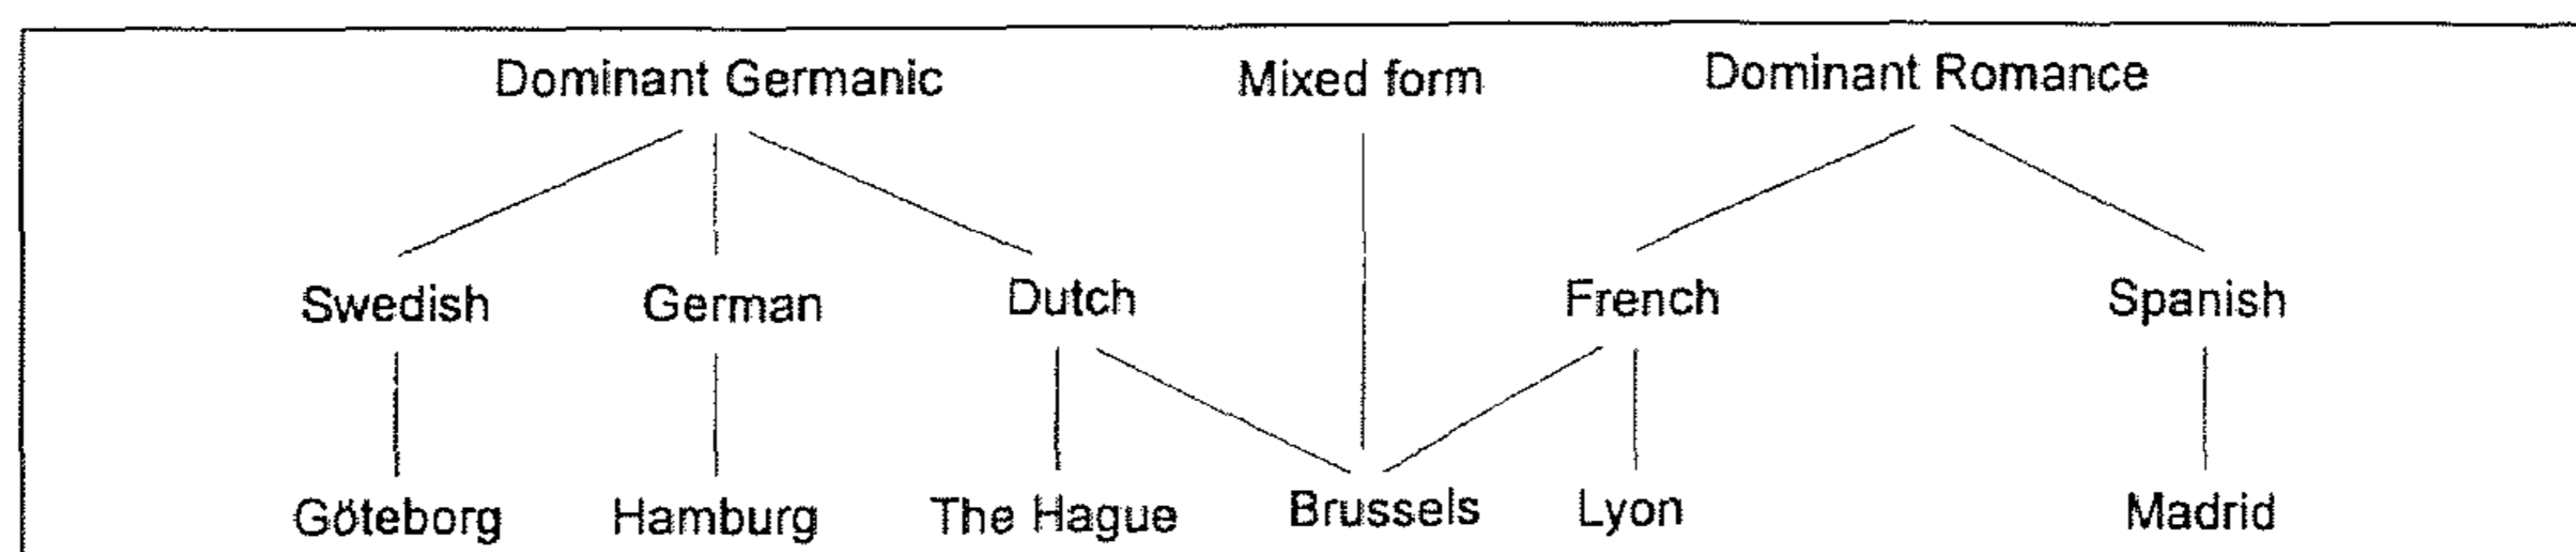 Dominant Germanic Mixed form Dominant Romance
Swedish German Dutch French Spanish
Göteborg Hamburg The Hague Brussels Lyon Madrid